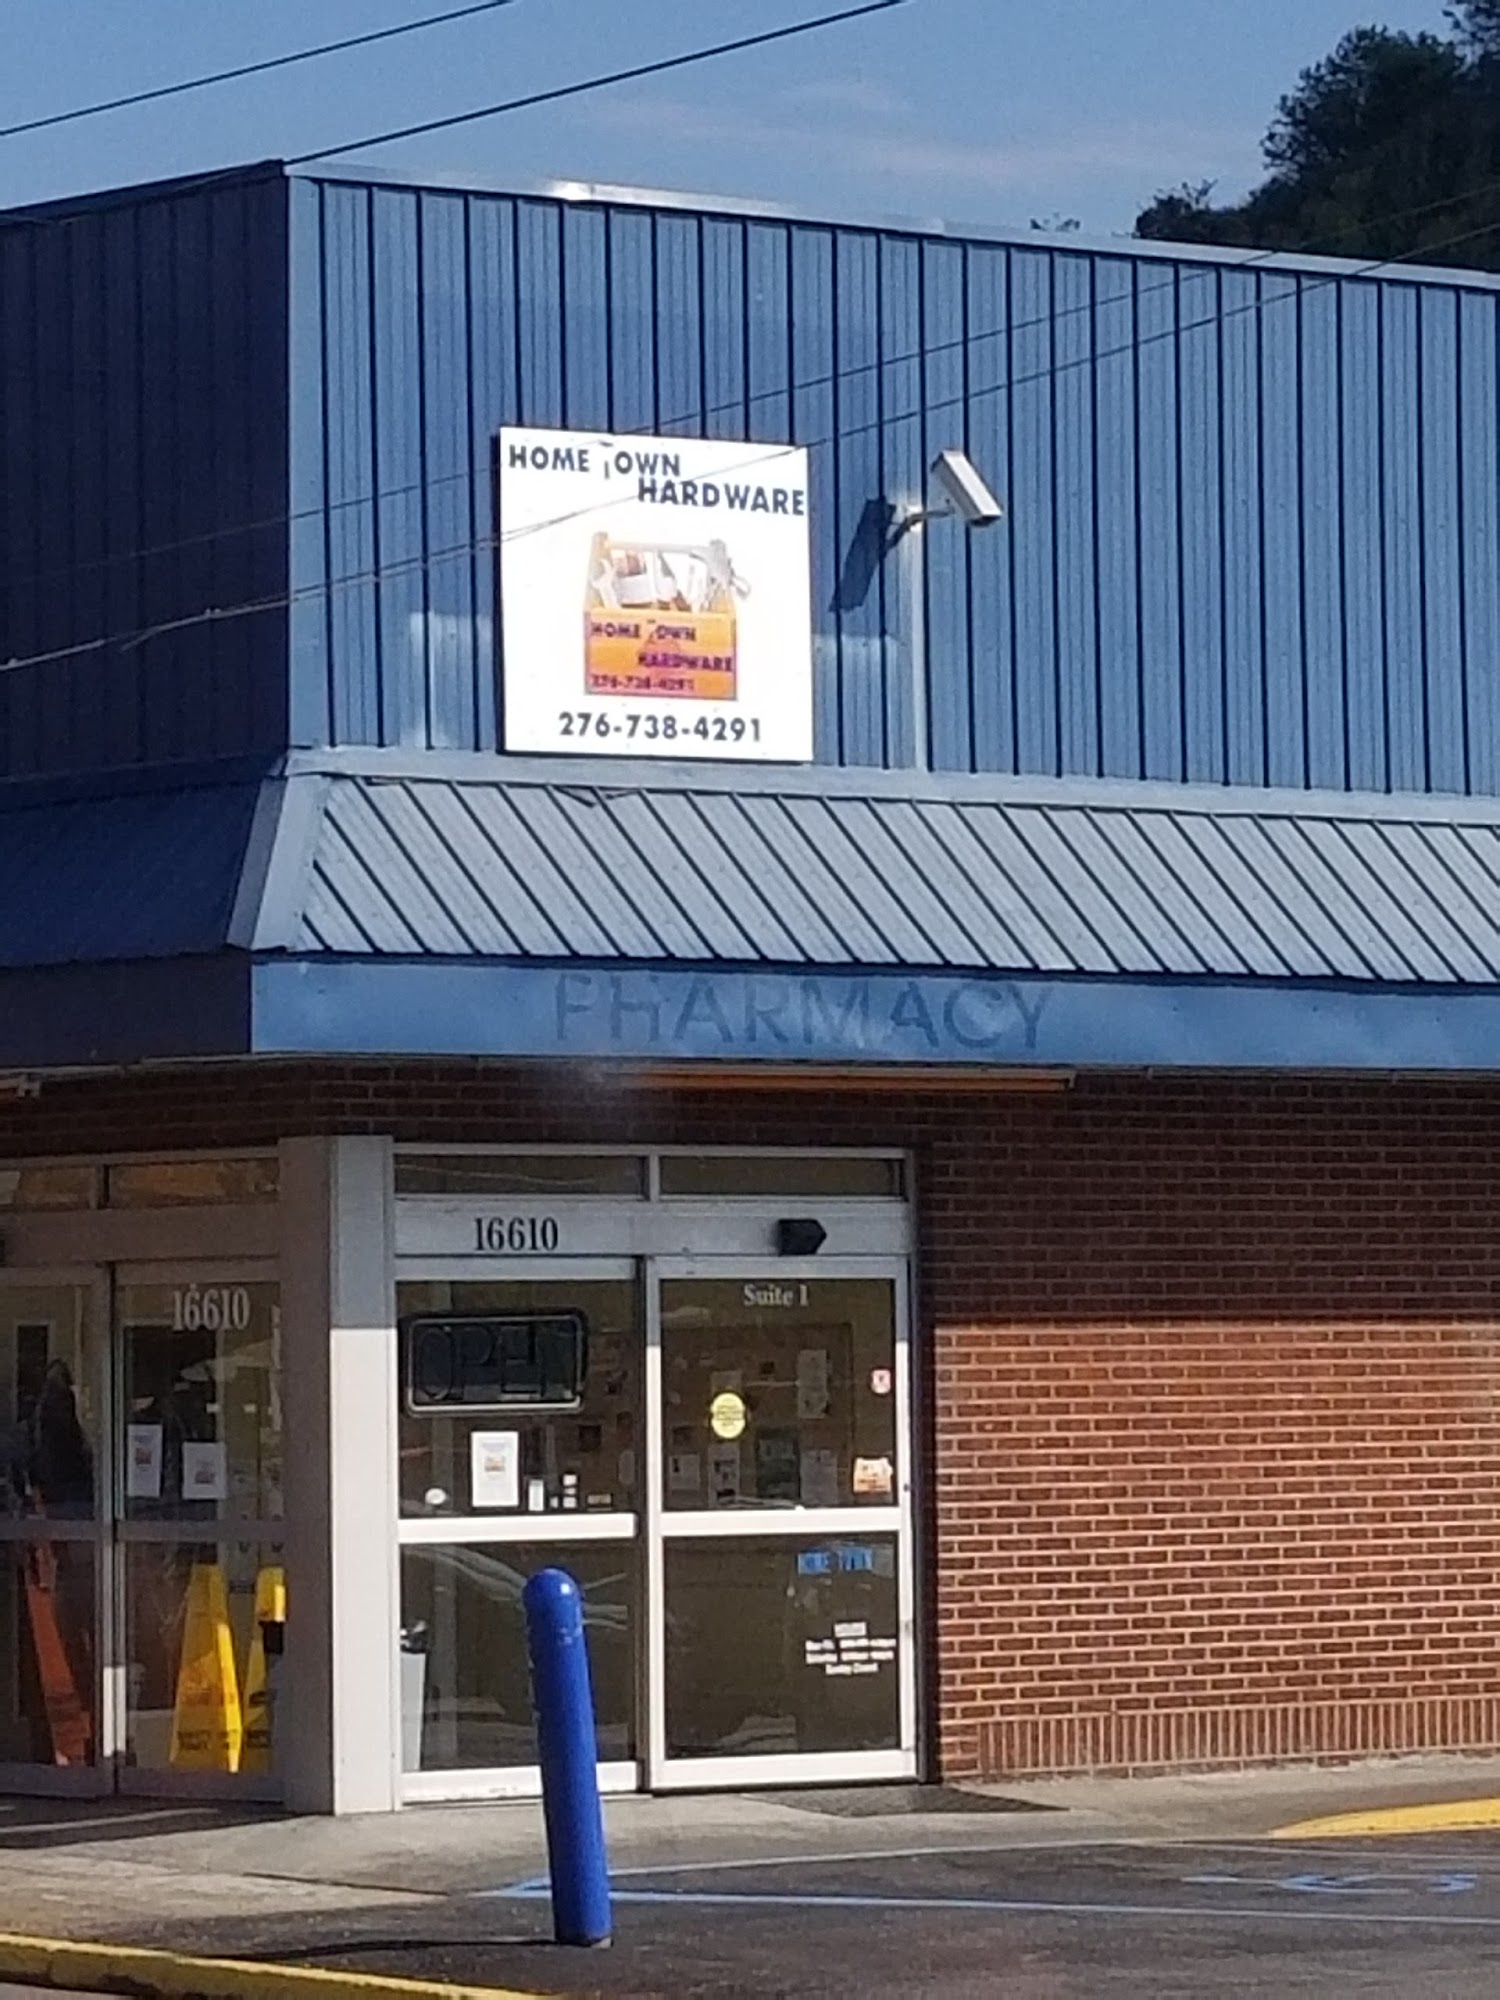 HOME TOWN
HARDWARE
HOME TOWN
HARDWARE
276-738-4291
276-738-4291
PHARMACY
16610
16610
Suite 1
OPEN